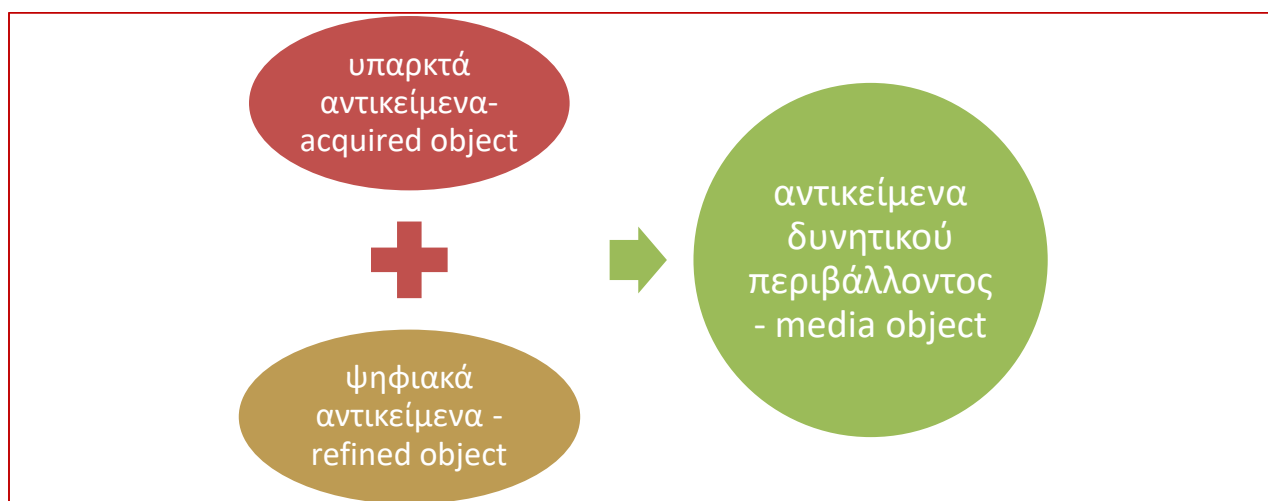 υπαρκτά
αντικείμενα-
acquired object
ψηφιακά
αντικείμενα -
refined object
αντικείμενα
δυνητικού
περιβάλλοντος
- media object